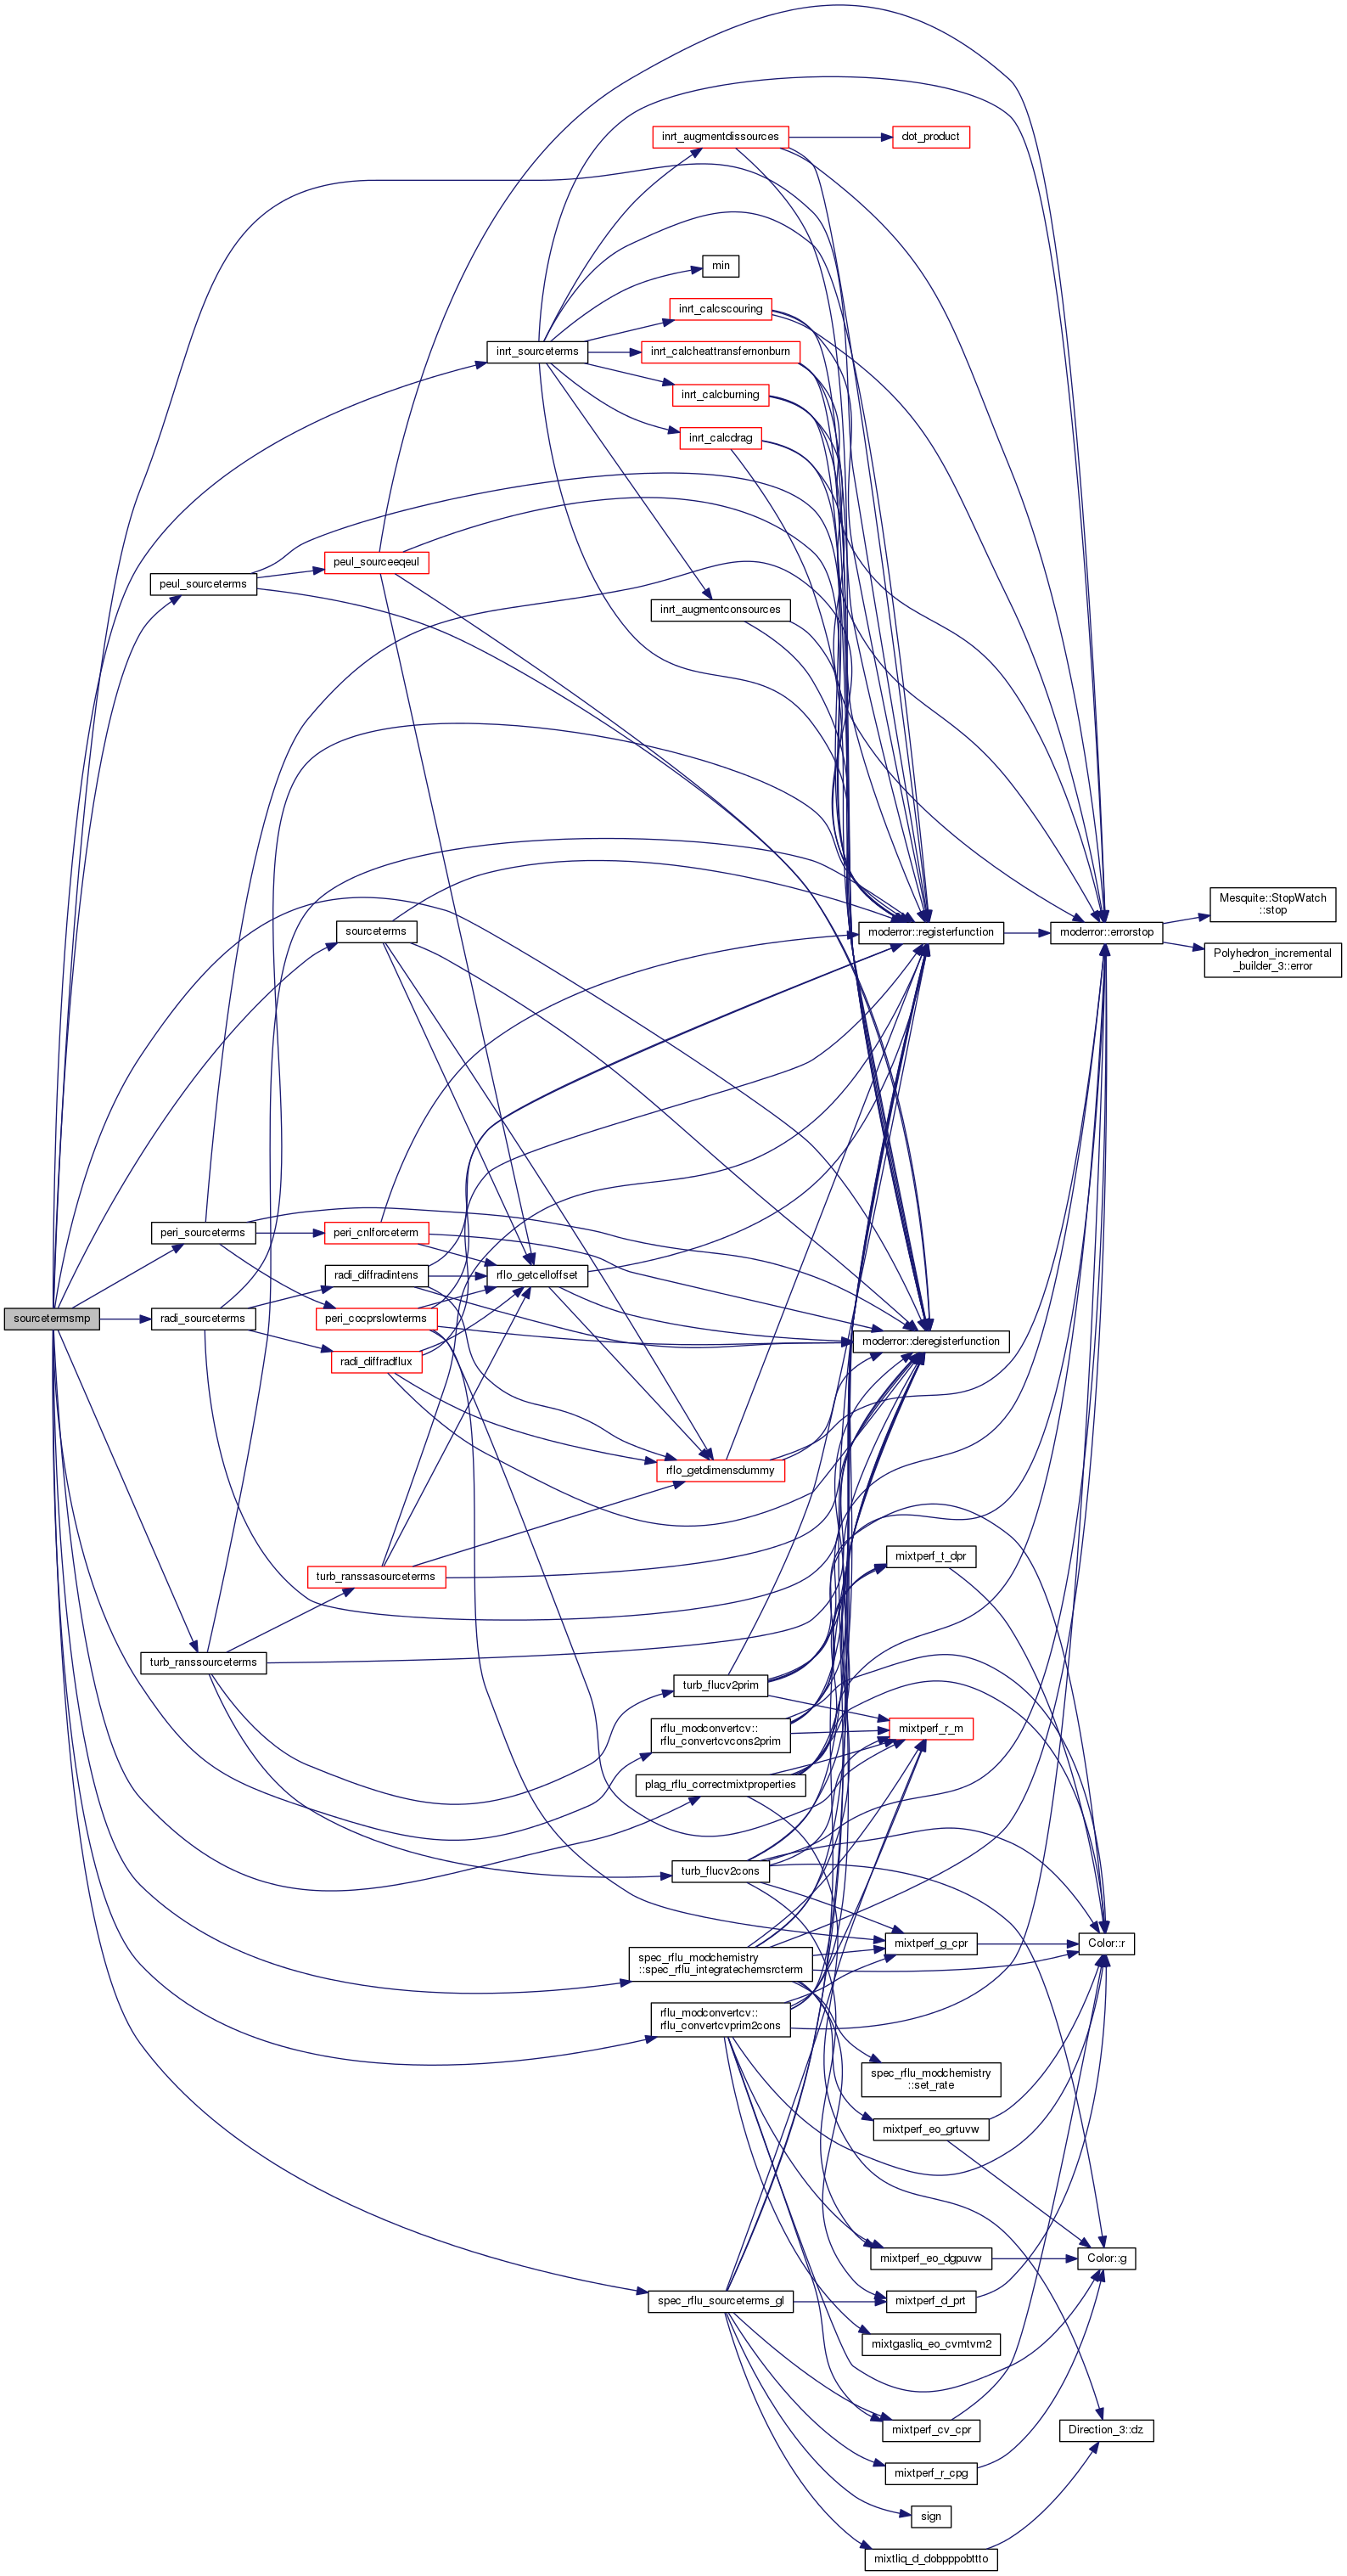 inrt_augmentdissources
dot_product
min
inrt_calcscouring
inrt_sourceterms
inrt_calcheattransfernonburn
inrt_calcburning
inrt_calcdrag
peul_sourceeqeul
peul_sourceterms
inrt_augmentconsources
Mesquite::StopWatch
::stop
sourceterms
moderror::registerfunction
moderror::errorstop
Polyhedron_incremental
_builder_3::error
peri_sourceterms
peri_cnlforceterm
radi_diffradintens
rflo_getcelloffset
sourcetermsmp
radi_sourceterms
peri_cocprslowterms
moderror::deregisterfunction
radi_diffradflux
rflo_getdimensdummy
mixtperf_t_dpr
turb_ranssasourceterms
turb_ranssourceterms
turb_flucv2prim
rflu_modconvertcv::
rflu_convertcvcons2prim
mixtperf_r_m
plag_rflu_correctmixtproperties
turb_flucv2cons
mixtperf_g_cpr
Color::r
spec_rflu_modchemistry
::spec_rflu_integratechemsrcterm
rflu_modconvertcv::
rflu_convertcvprim2cons
spec_rflu_modchemistry
::set_rate
mixtperf_eo_grtuvw
mixtperf_eo_dgpuvw
Color::g
spec_rflu_sourceterms_gl
mixtperf_d_prt
mixtgasliq_eo_cvmtvm2
mixtperf_cv_cpr
Direction_3::dz
mixtperf_r_cpg
sign
mixtliq_d_dobpppobttto